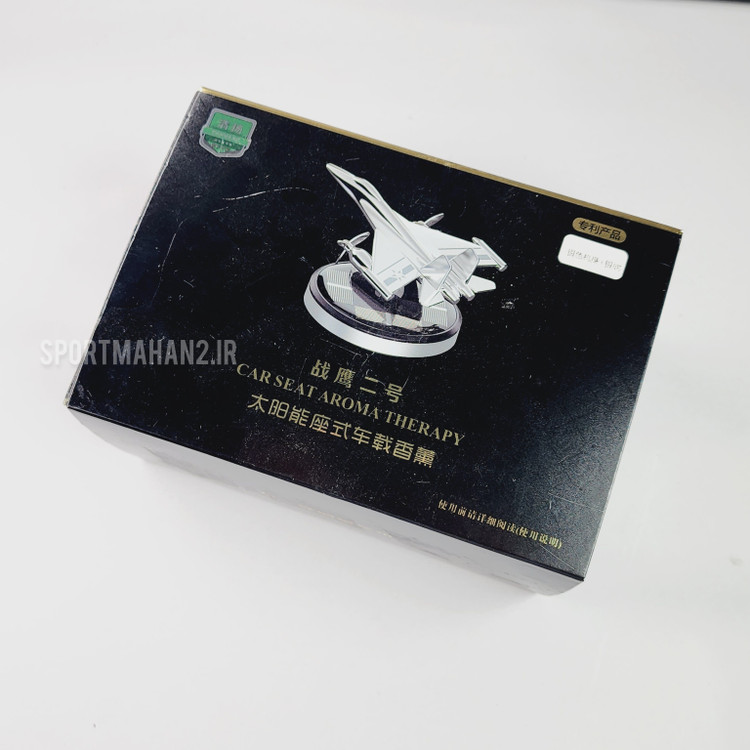 专利产品
SPORTMAHAN2.IR
战鹰二号
CAR SEAT AROMA THERAPY
太阳能座式车载香薰
使用前请详细阅读(使用说明)